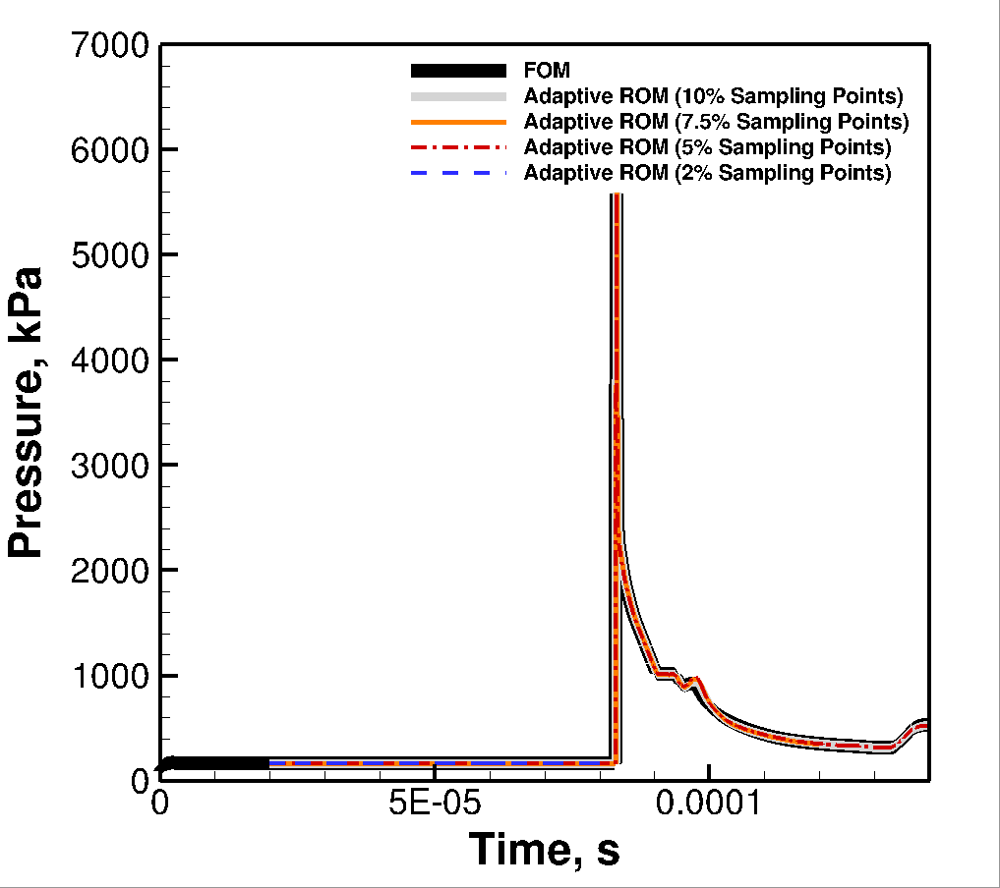 7000
6000
5000
4000
3000
2000
1000
0
Pressure, kPa
FOM
Adaptive ROM (10% Sampling Points)
Adaptive ROM (7.5% Sampling Points)
Adaptive ROM (5% Sampling Points)
Adaptive ROM (2% Sampling Points)
0 5E-05 0.0001
Time, s